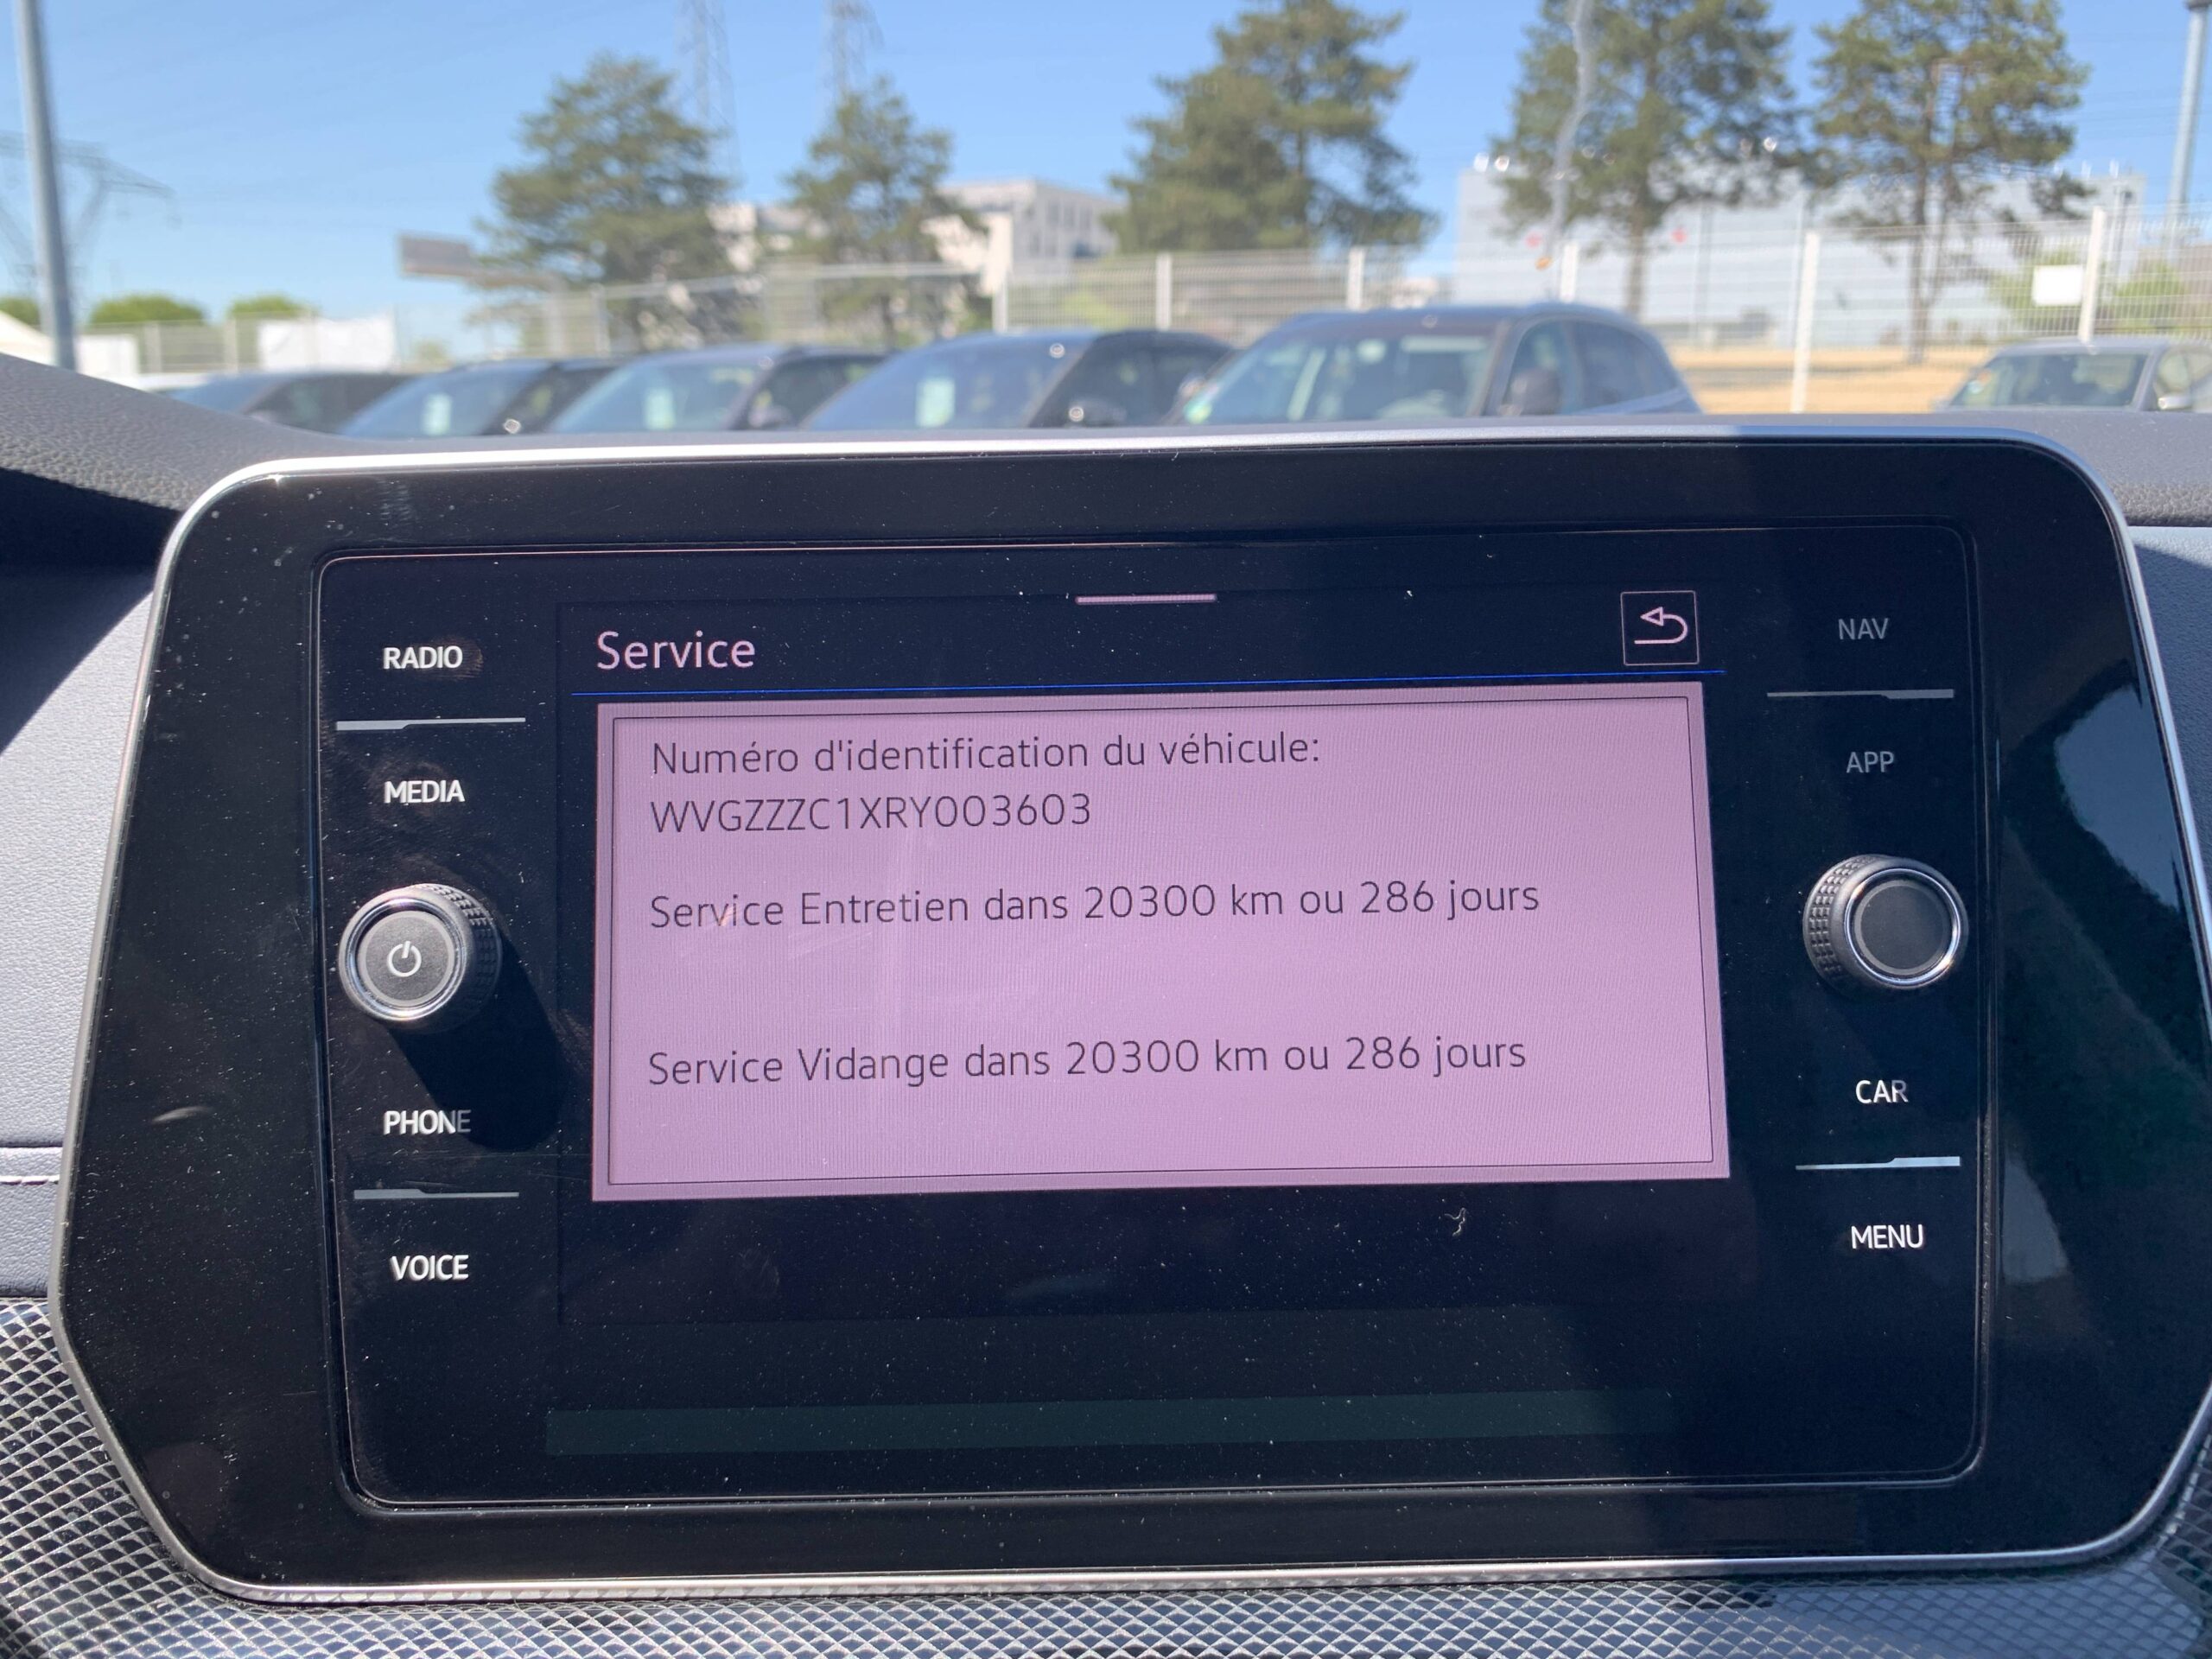 RADIO
MEDIA
PHONE
VOICE
Service
Numéro d'identification du véhicule:
WVGZZZC1XRY003603
Service Entretien dans 20300 km ou 286 jours
Service Vidange dans 20300 km ou 286 jours
NAV
APP
CAR
MENU